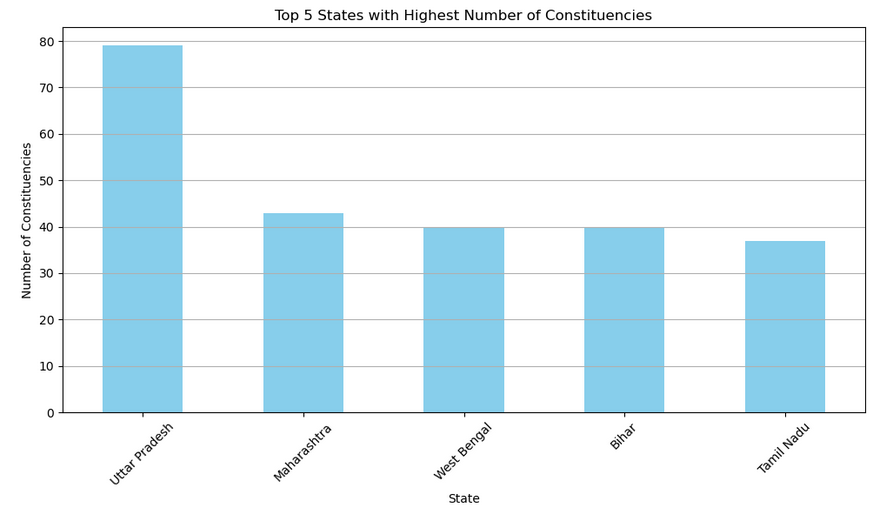 Top 5 States with Highest Number of Constituencies
Number of Constituencies
80
70
60
50
40
30
20
10
0
Uttar Pradesh
Maharashtra
West Bengal
Bihar
Tamil Nadu
State